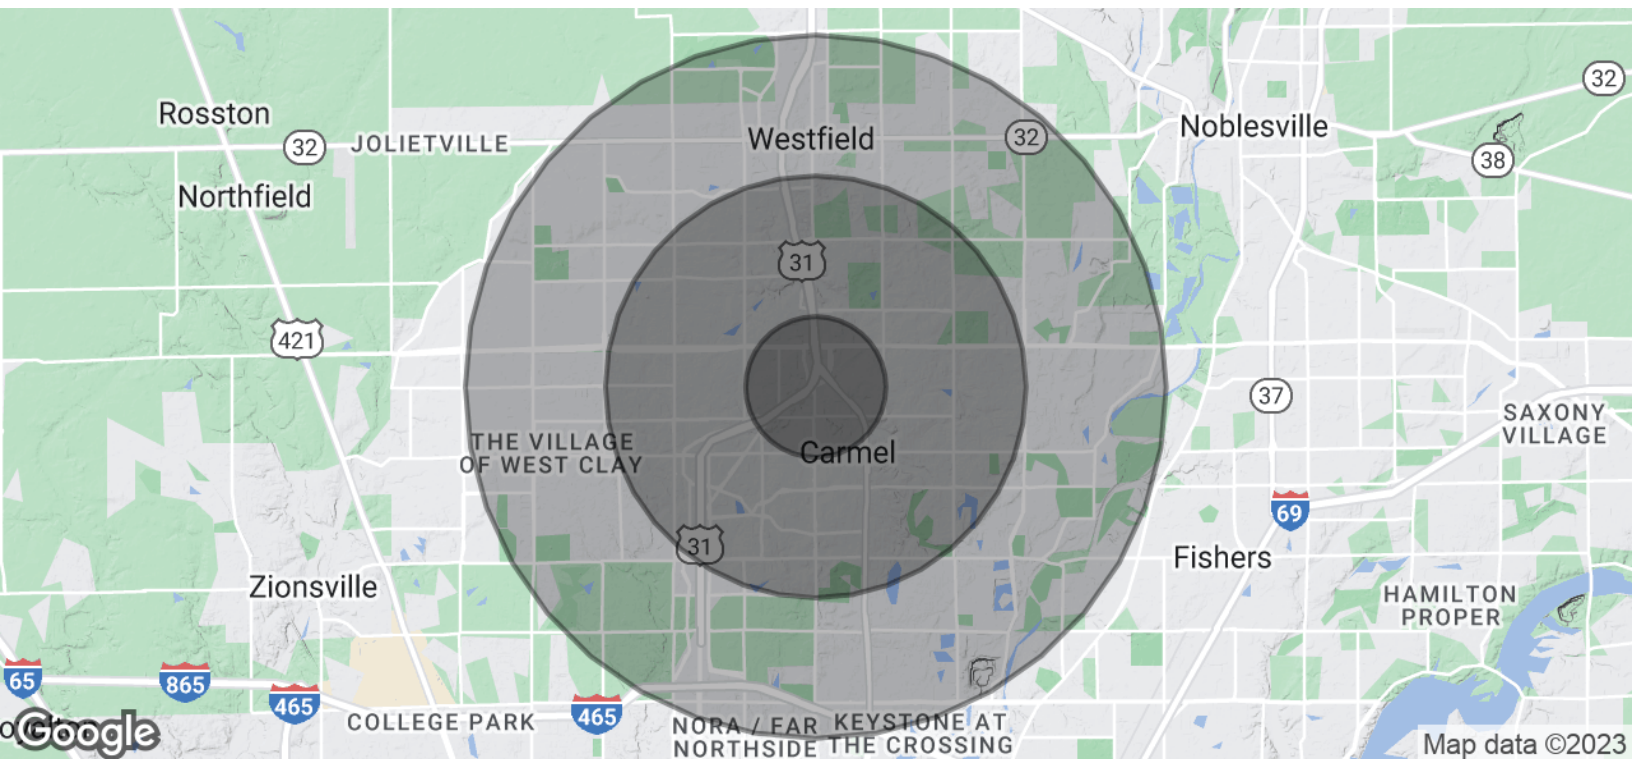 32
Rosston
Westfield
Noblesville
32
JOLIETVILLE
32
38
Northfield
31
421
37
SAXONY
VILLAGE
THE VILLAGE
OF WEST CLAY
Carmel
69
31
Fishers
Zionsville
HAMILTON
PROPER
65
865
465
465
COLLEGE PARK
NORA / FAR
NORTHSIDE
KEYSTONE AT
THE CROSSING
Google
Map data ©2023